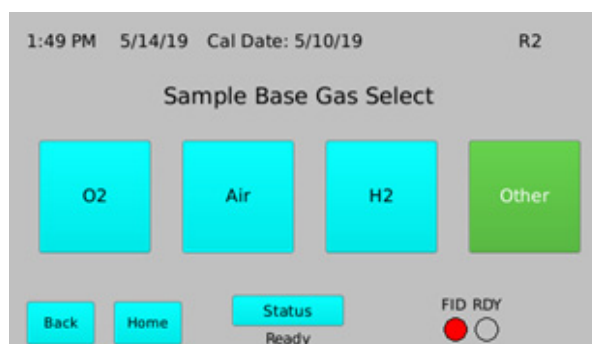 1:49 PM 5/14/19 Cal Date: 5/10/19 R2
Sample Base Gas Select
O2 Air H2 Other
Back Home Status FID RDY
Ready